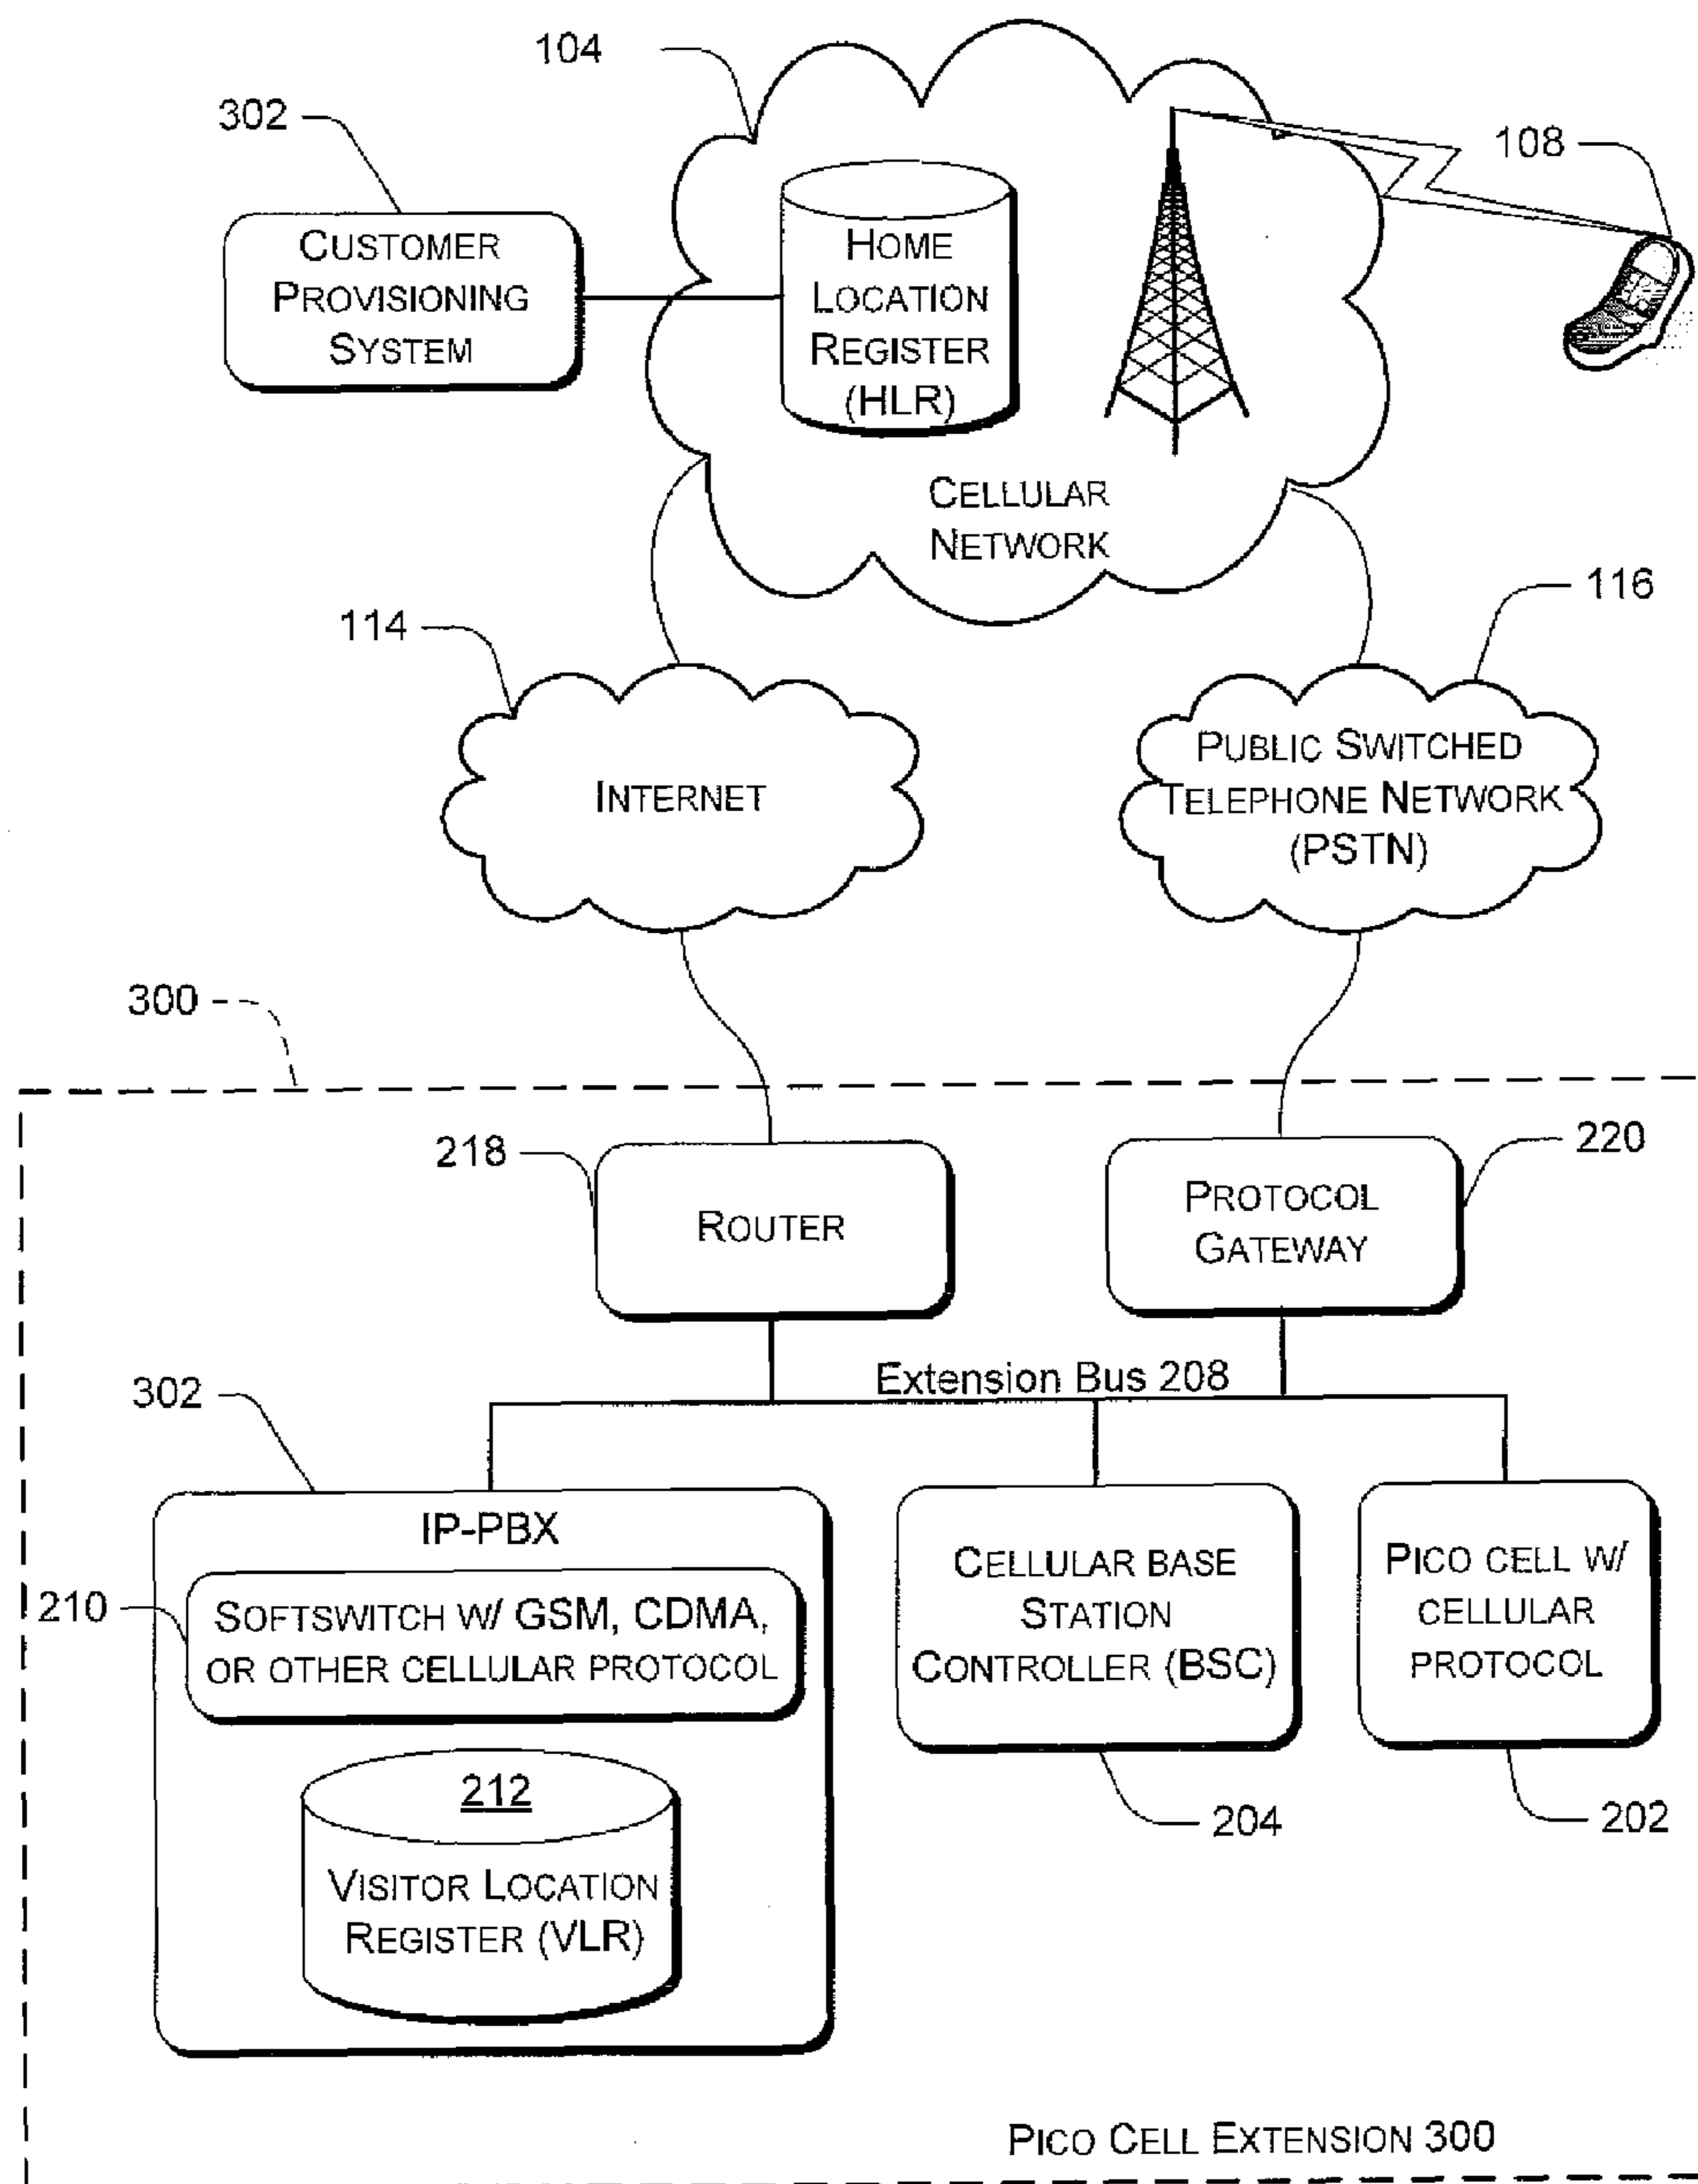 104
302
108
CUSTOMER
PROVISIONING
SYSTEM
HOME
LOCATION
REGISTER
(HLR)
CELLULAR
NETWORK
114
116
INTERNET
PUBLIC SWITCHED
TELEPHONE NETWORK
(PSTN)
300
218
220
ROUTER
PROTOCOL
GATEWAY
Extension Bus 208
302
IP-PBX
210
SOFTSWITCH W/ GSM, CDMA,
OR OTHER CELLULAR PROTOCOL
212
VISITOR LOCATION
REGISTER (VLR)
CELLULAR BASE
STATION
CONTROLLER (BSC)
204
PICO CELL W/
CELLULAR
PROTOCOL
202
PICO CELL EXTENSION 300